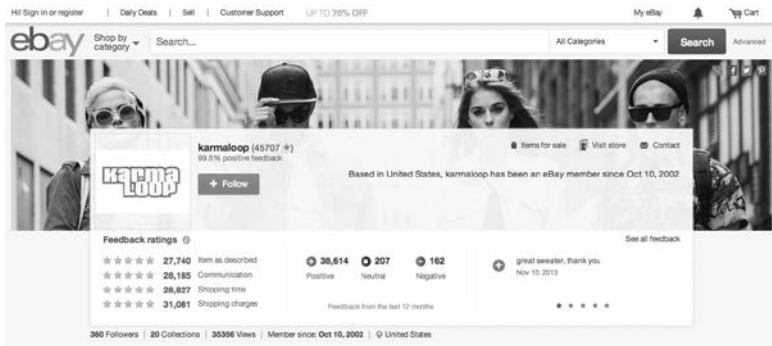 Hi! Sign in or register | Daily Deals | Sell | Customer Support UP TO 70% OFF My eBay Cart
ebay Shop by category Search... All Categories Search Advanced
karmaloop (45707 ★)
99.5% positive feedback
Items for sale Visit store Contact
KARMA
LOOP
+ Follow
Based in United States, karmaloop has been an eBay member since Oct 10, 2002
Feedback ratings
See all feedback
27,740 Item as described
28,185 Communication
28,827 Shipping time
31,081 Shipping charges
38,614 207 162
Positive Neutral Negative
Feedback from the last 12 months
great sweater, thank you
Nov 10, 2013
360 Followers | 20 Collections | 35356 Views | Member since: Oct 10, 2002 | United States